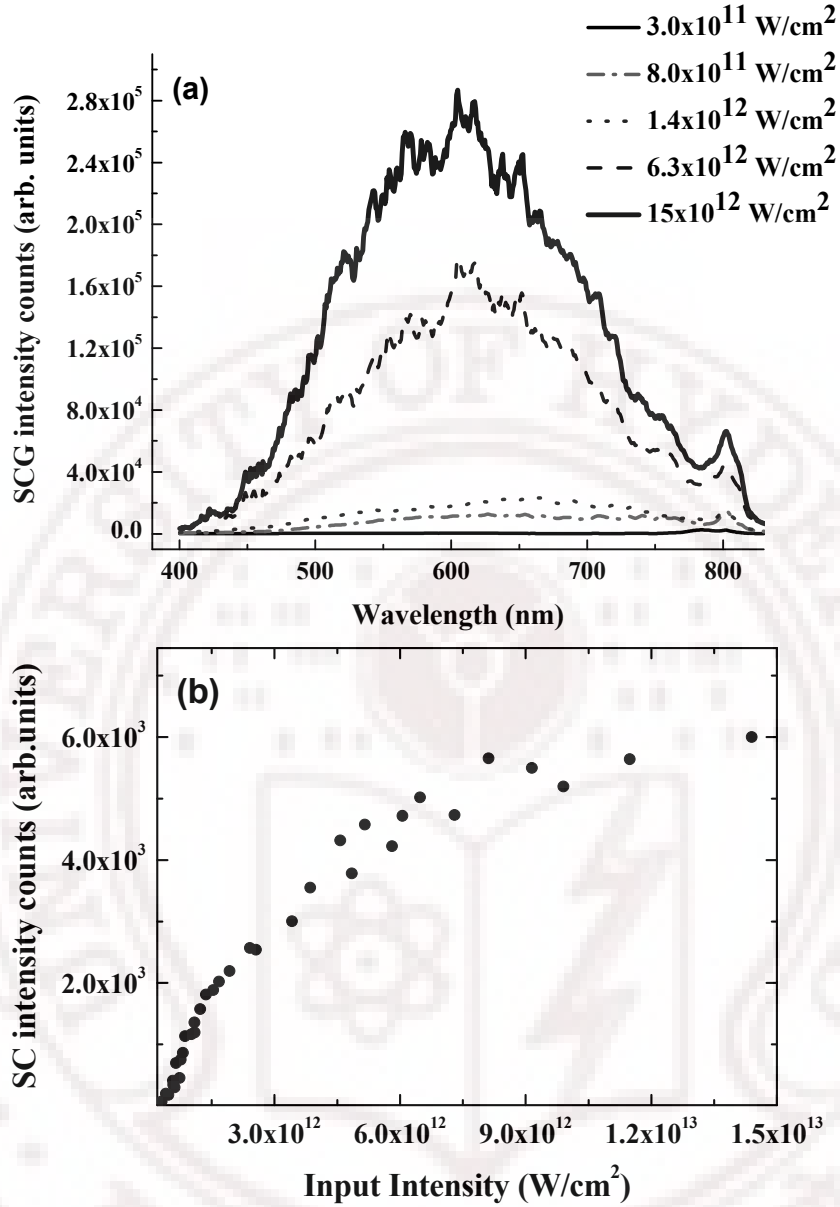 3.0x10¹¹ W/cm²
8.0x10¹¹ W/cm²
1.4x10¹² W/cm²
6.3x10¹² W/cm²
15x10¹² W/cm²
(a)
SCG intensity counts (arb. units)
2.8x10⁵
2.4x10⁵
2.0x10⁵
1.6x10⁵
1.2x10⁵
8.0x10⁴
4.0x10⁴
0.0
400 500 600 700 800
Wavelength (nm)
(b)
SC intensity counts (arb.units)
6.0x10³
4.0x10³
2.0x10³
3.0x10¹² 6.0x10¹² 9.0x10¹² 1.2x10¹³ 1.5x10¹³
Input Intensity (W/cm²)